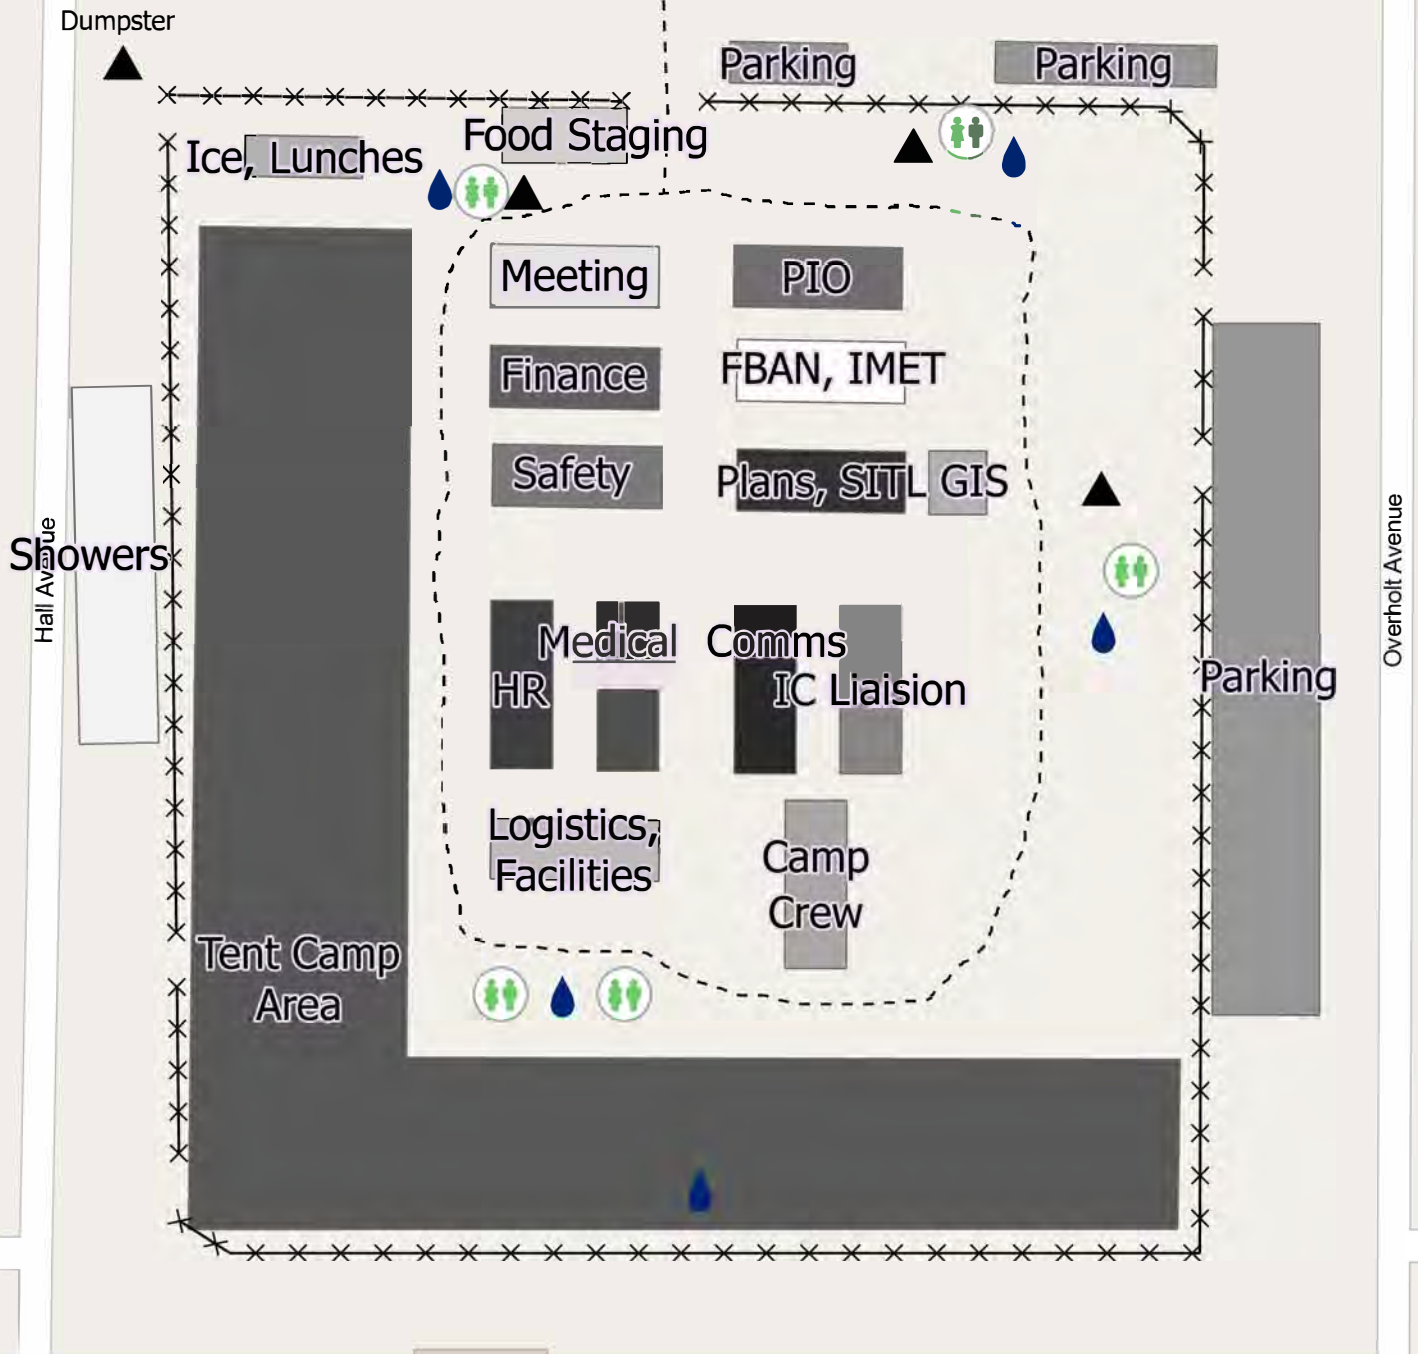 Dumpster
Parking
Parking
Food Staging
Ice, Lunches
Meeting
PIO
Finance
FBAN, IMET
Safety
Plans, SITL
GIS
Showers
Hall Avenue
Overholt Avenue
Medical
Comms
HR
IC
Liaision
Parking
Logistics,
Facilities
Camp
Crew
Tent Camp
Area